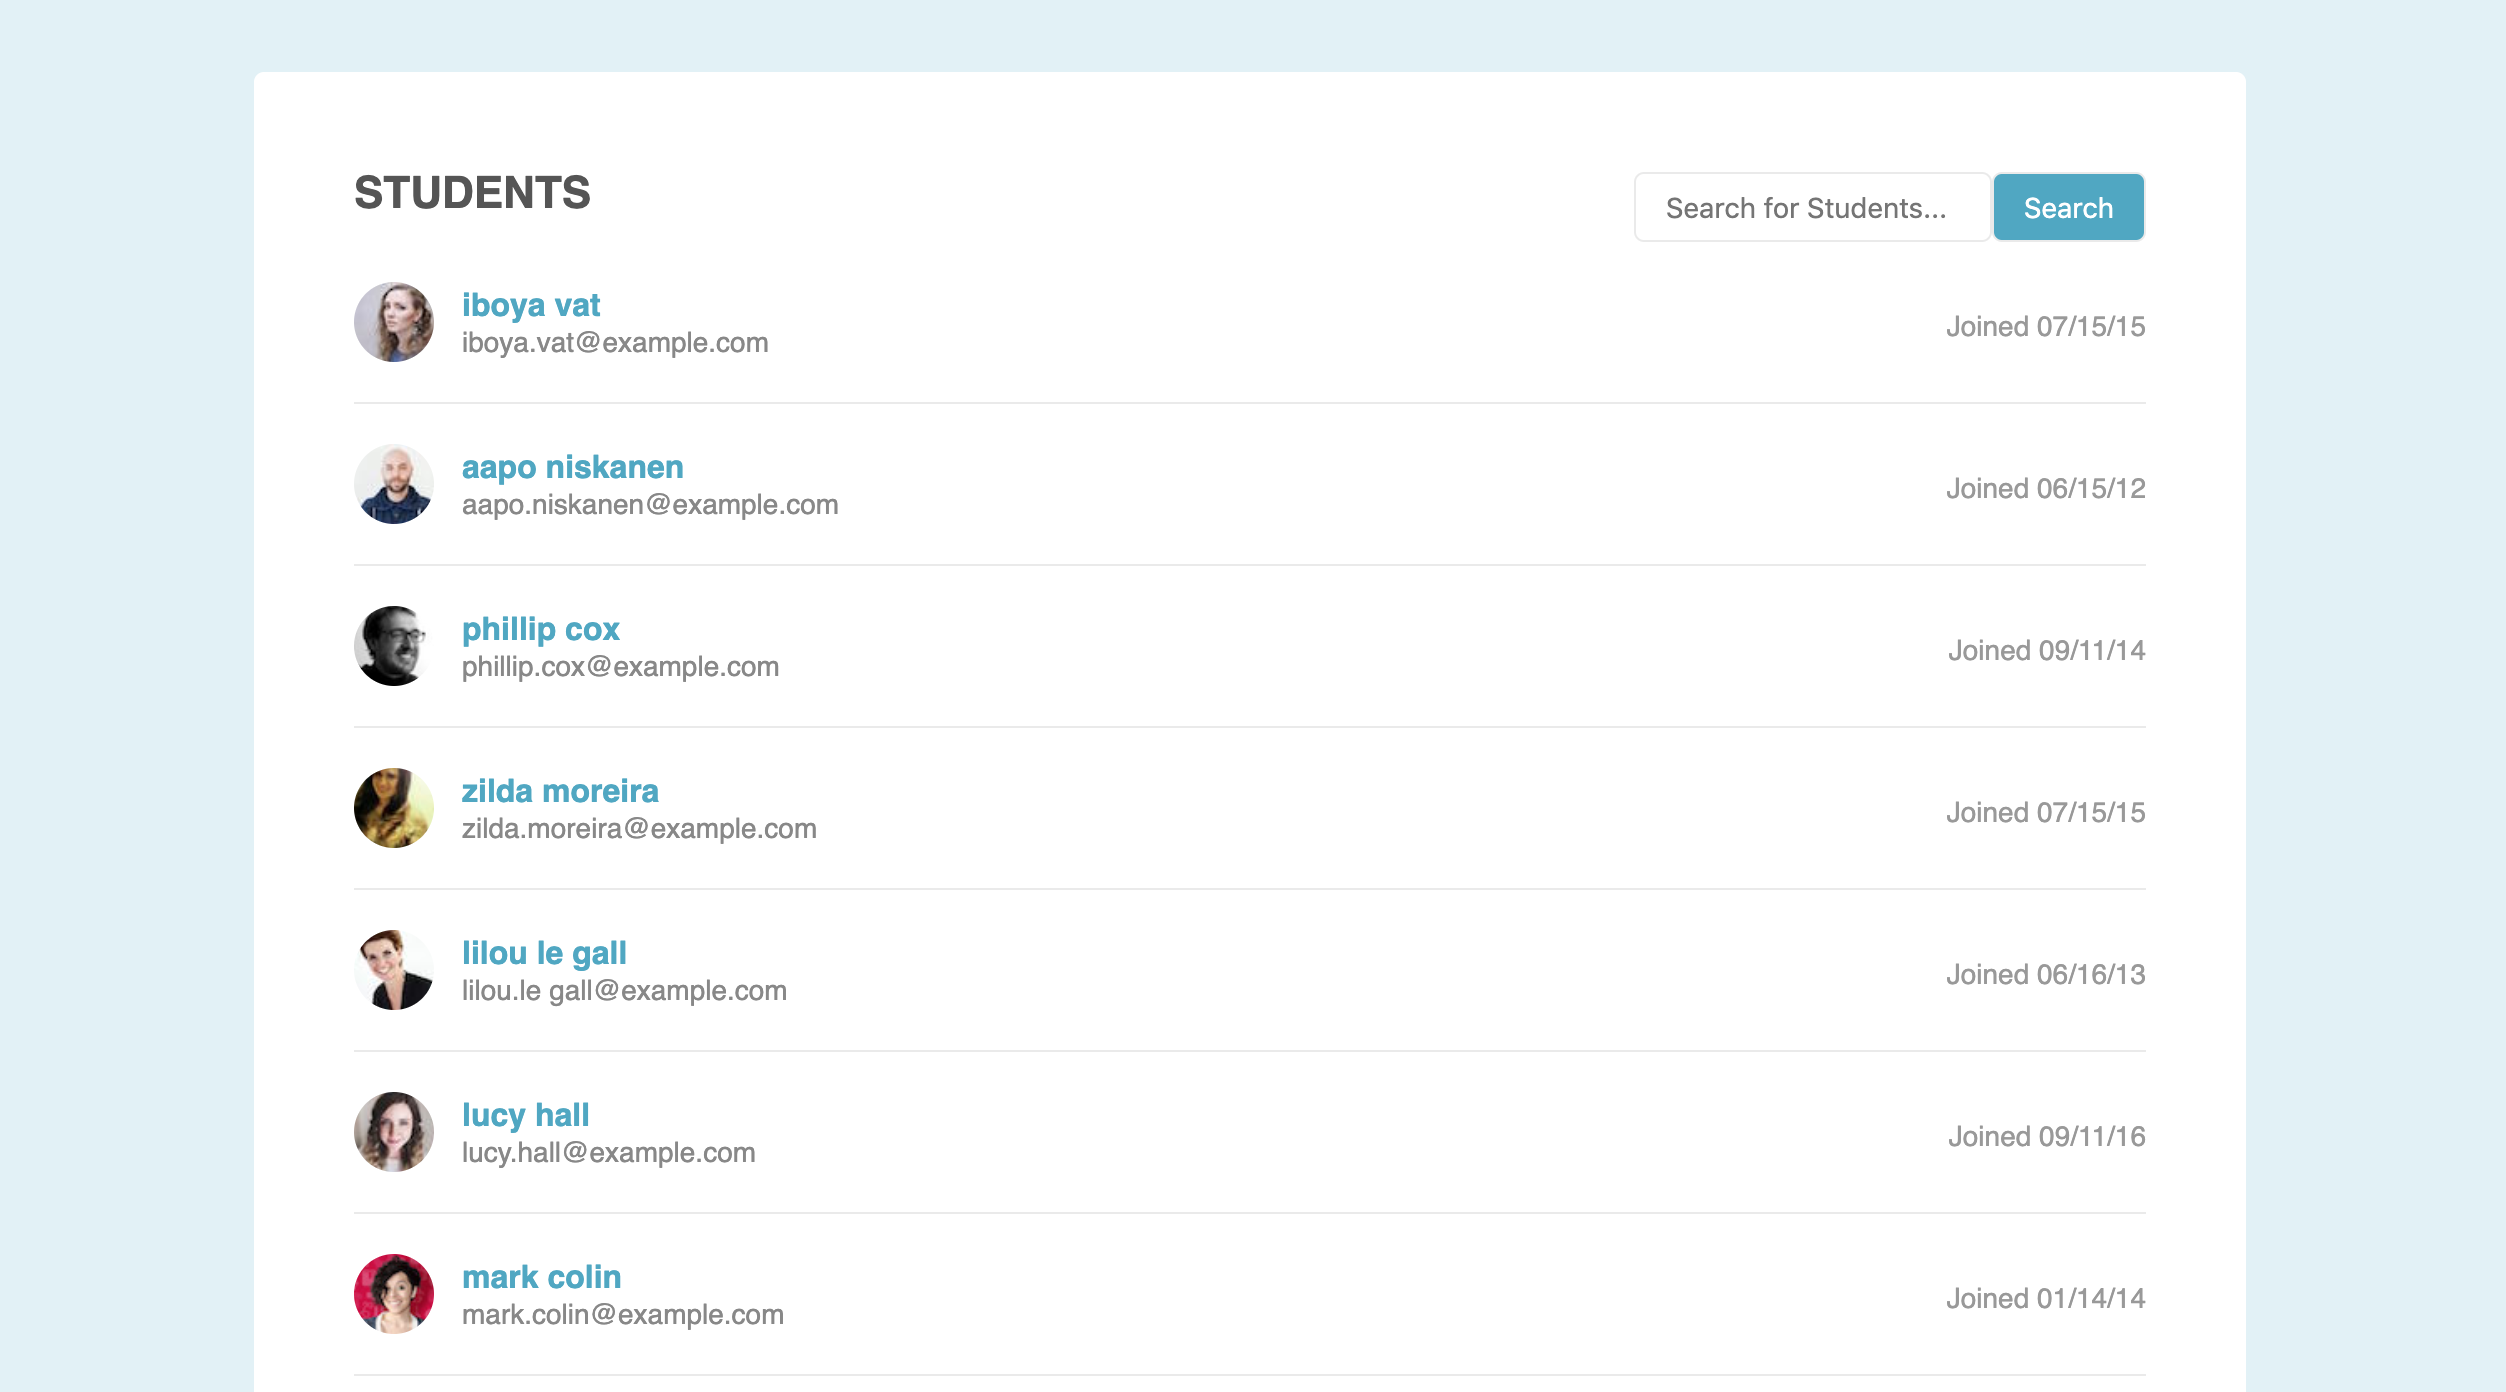 STUDENTS
Search for Students...
Search
iboya vat
iboya.vat@example.com
Joined 07/15/15
aapo niskanen
aapo.niskanen@example.com
Joined 06/15/12
phillip cox
phillip.cox@example.com
Joined 09/11/14
zilda moreira
zilda.moreira@example.com
Joined 07/15/15
lilou le gall
lilou.le gall@example.com
Joined 06/16/13
lucy hall
lucy.hall@example.com
Joined 09/11/16
mark colin
mark.colin@example.com
Joined 01/14/14